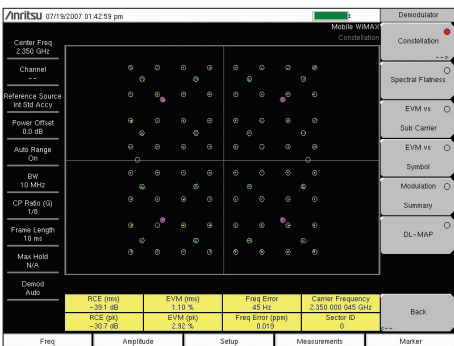 Anritsu 07/19/2007 01:42:59 pm
Demodulator
Mobile WiMAX
Constellation
Center Freq
2.350 GHz
Channel
--
Reference Source
Int Std Accy
Power Offset
0.0 dB
Auto Range
On
BW
10 MHz
CP Ratio (G)
1/8
Frame Length
10 ms
Max Hold
N/A
Demod
Auto
Constellation
-->
Spectral Flatness
EVM vs
Sub Carrier
EVM vs
Symbol
Modulation
Summary
DL-MAP
Back
<--
RCE (rms) EVM (rms) Freq Error Carrier Frequency
-39.1 dB 1.10 % 45 Hz 2.350 000 045 GHz
RCE (pk) EVM (pk) Freq Error (ppm) Sector ID
-30.7 dB 2.92 % 0.019 0
Freq Amplitude Setup Measurements Marker